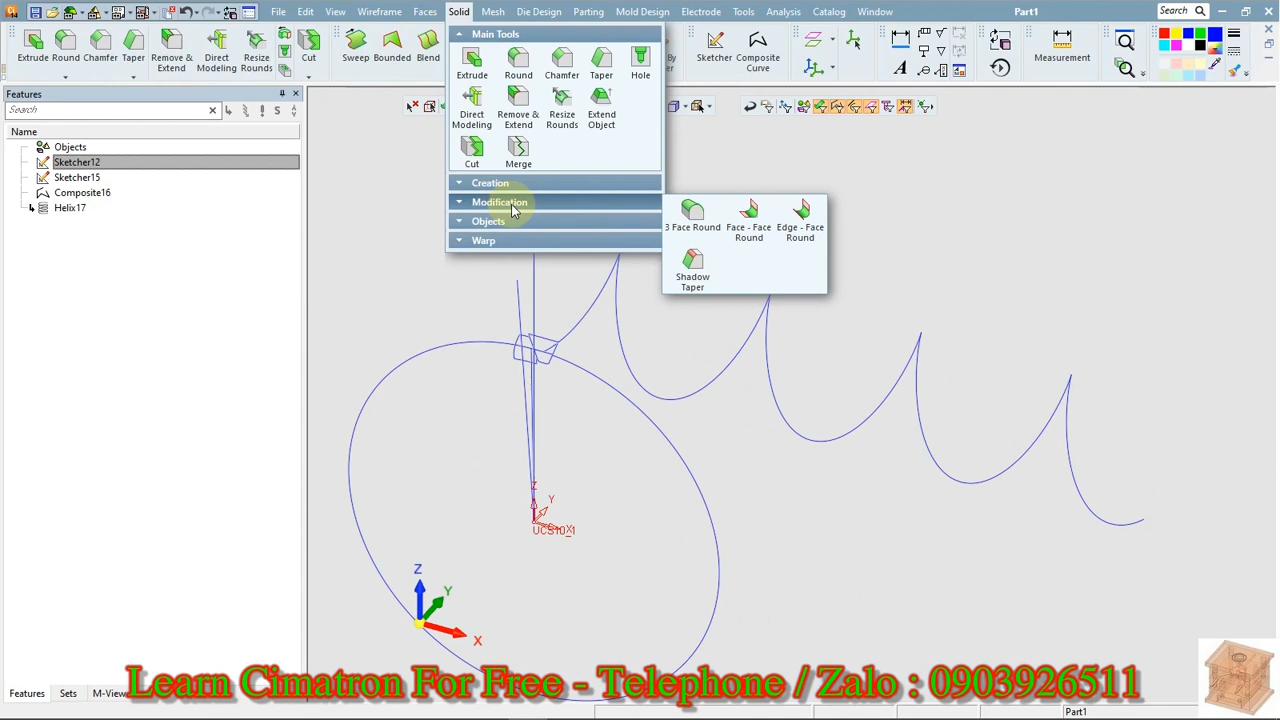 File Edit View Wireframe Faces Solid Mesh Die Design Parting Mold Design Electrode Tools Analysis Catalog Window Part1 Search
Extrude Round Chamfer Taper Remove & Extend Direct Modeling Resize Rounds Cut Sweep Bounded Blend Sketcher Composite Curve Measurement
Features
Search
Name
Objects
Sketcher12
Sketcher15
Composite16
Helix17
Main Tools
Extrude Round Chamfer Taper Hole
Direct Modeling Remove & Extend Resize Rounds Extend Object
Cut Merge
Creation
Modification
Objects
Warp
3 Face Round Face - Face Round Edge - Face Round
Shadow Taper
Z
Y
X
UCS10_1
Z
Y
X
Features Sets M-View
Learn Cimatron For Free - Telephone / Zalo : 0903926511
Part1